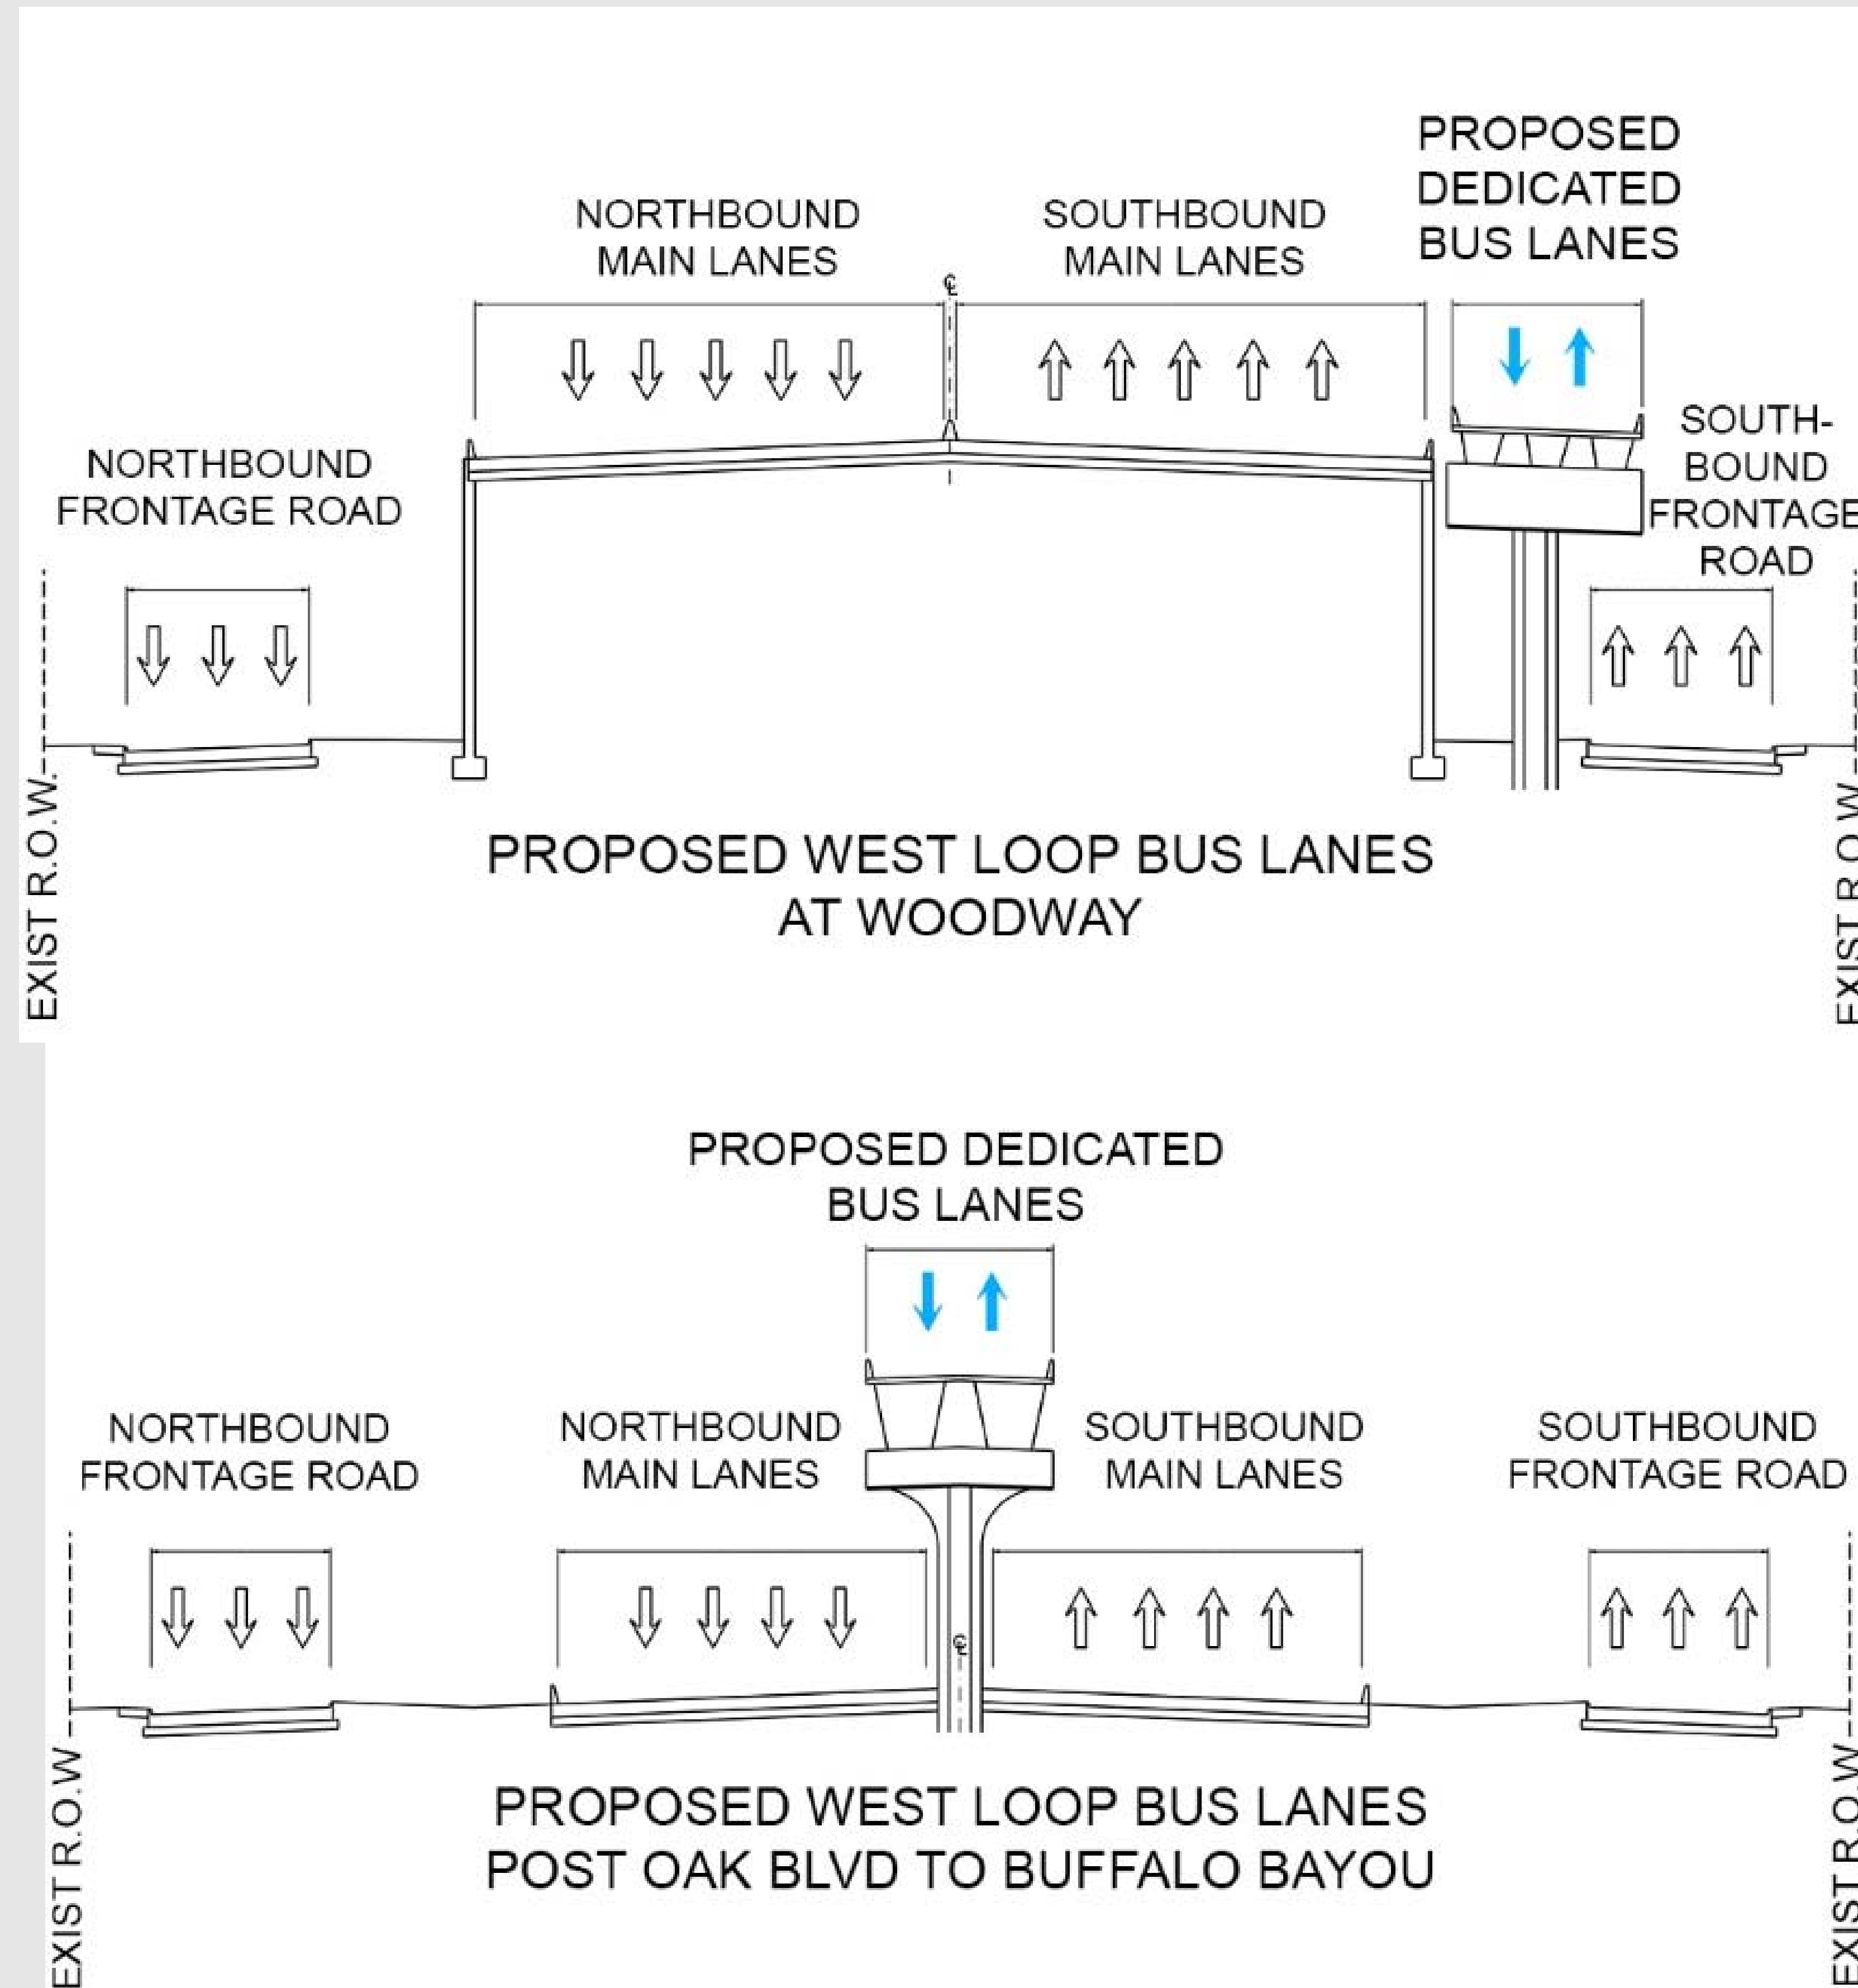 PROPOSED
DEDICATED
BUS LANES
NORTHBOUND
MAIN LANES
SOUTHBOUND
MAIN LANES
℄
NORTHBOUND
FRONTAGE ROAD
SOUTH-
BOUND
FRONTAGE
ROAD
EXIST R.O.W.
EXIST R.O.W.
PROPOSED WEST LOOP BUS LANES
AT WOODWAY
PROPOSED DEDICATED
BUS LANES
NORTHBOUND
FRONTAGE ROAD
NORTHBOUND
MAIN LANES
SOUTHBOUND
MAIN LANES
SOUTHBOUND
FRONTAGE ROAD
℄
EXIST R.O.W
EXIST R.O.W
PROPOSED WEST LOOP BUS LANES
POST OAK BLVD TO BUFFALO BAYOU